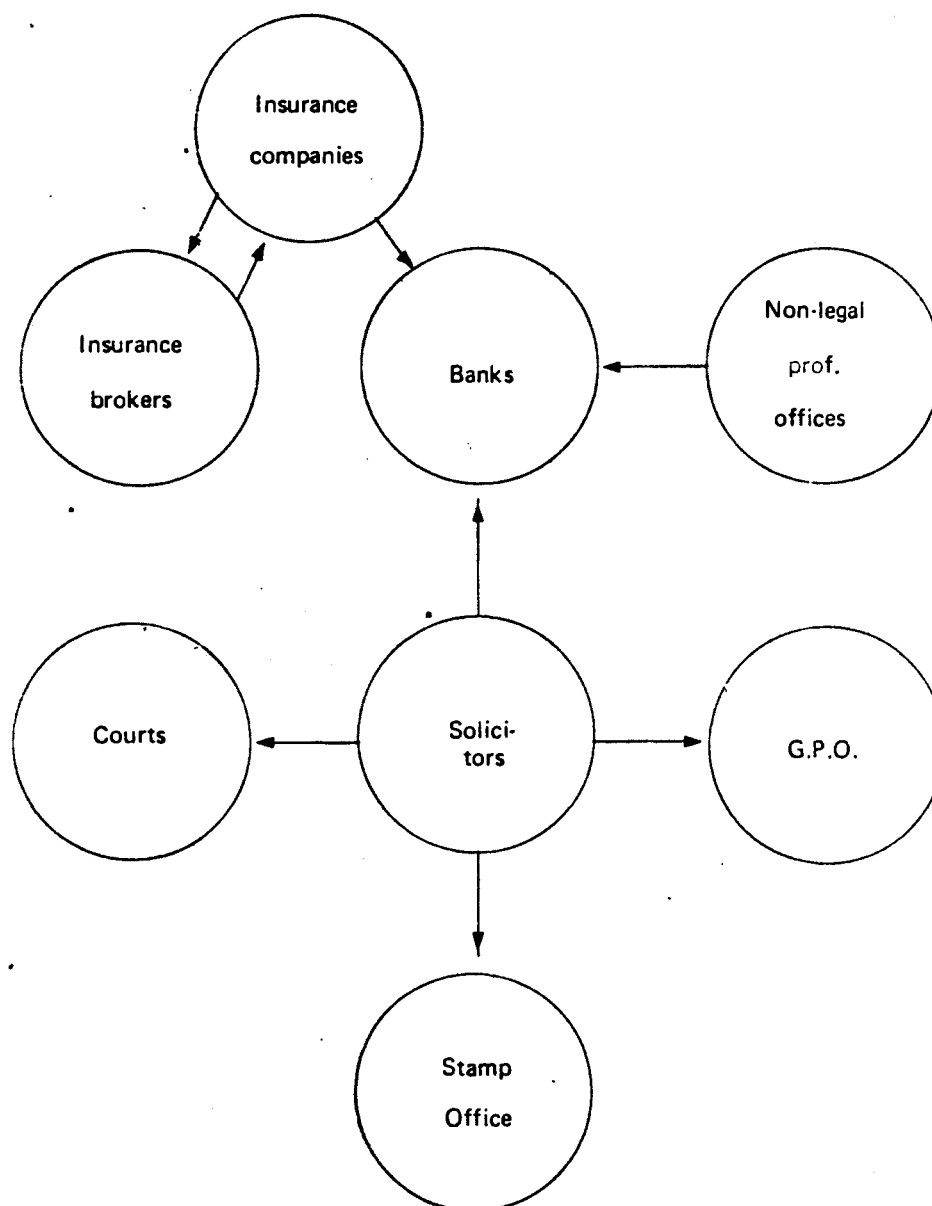 Insurance
companies
Insurance
brokers
Banks
Non-legal
prof.
offices
Courts
Solici-
tors
G.P.O.
Stamp
Office